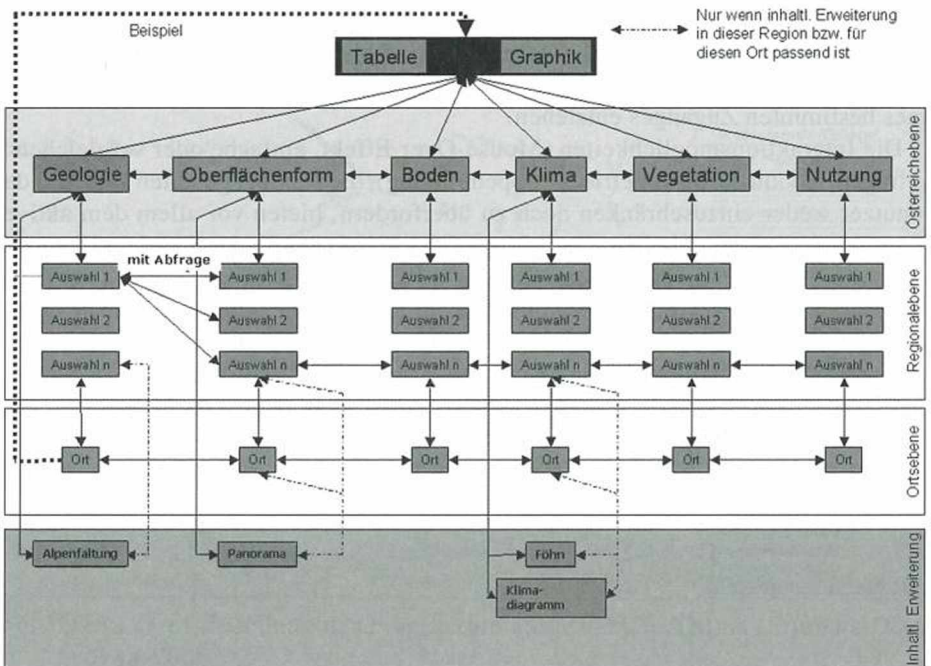 Beispiel
Nur wenn inhaltl. Erweiterung
in dieser Region bzw. für
diesen Ort passend ist
Tabelle Graphik
Geologie Oberflächenform Boden Klima Vegetation Nutzung
Österreichebene
mit Abfrage
Auswahl 1 Auswahl 1 Auswahl 1 Auswahl 1 Auswahl 1 Auswahl 1
Auswahl 2 Auswahl 2 Auswahl 2 Auswahl 2 Auswahl 2 Auswahl 2
Auswahl n Auswahl n Auswahl n Auswahl n Auswahl n Auswahl n
Regionalebene
Ort Ort Ort Ort Ort Ort
Ortsebene
Alpenfaltung Panorama Föhn
Klima-
diagramm
Inhaltl. Erweiterung